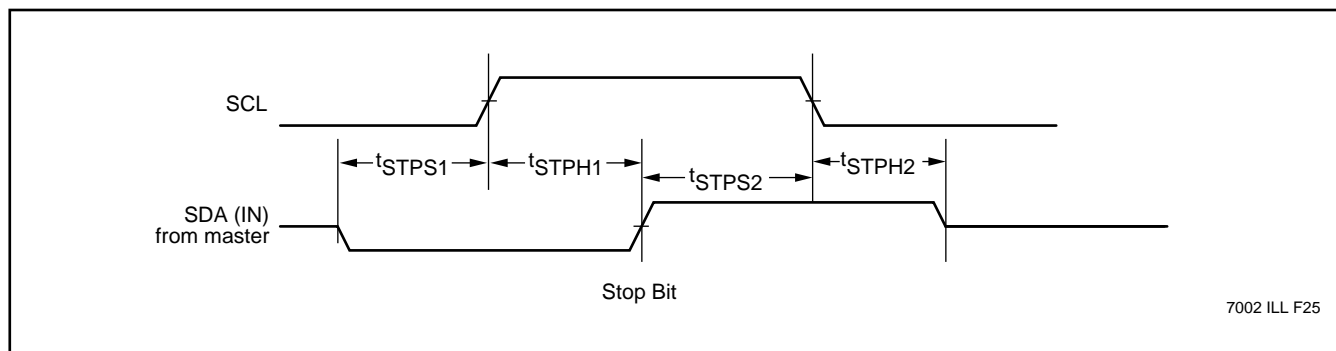 SCL
tSTPS1
tSTPH1
tSTPS2
tSTPH2
SDA (IN)
from master
Stop Bit
7002 ILL F25